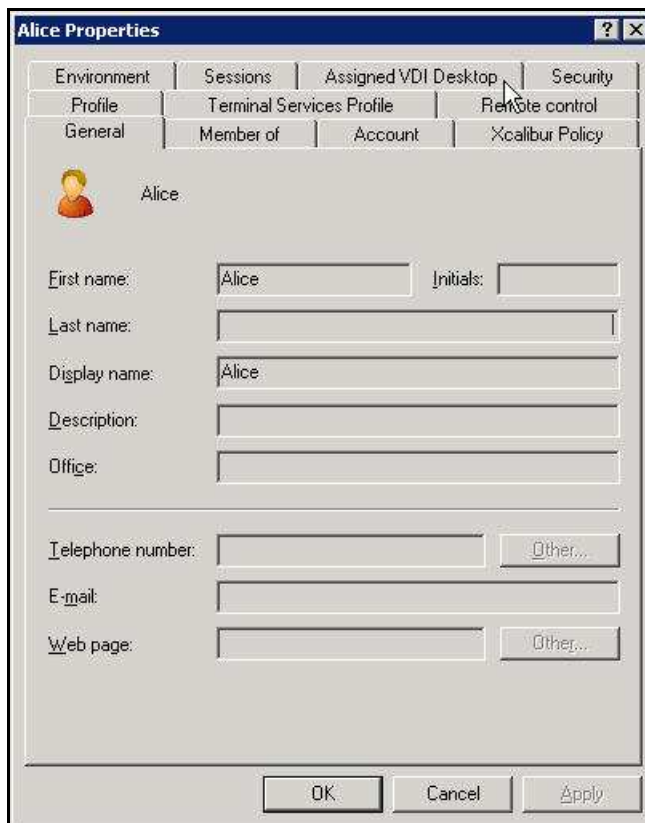 Alice Properties
Environment Sessions Assigned VDI Desktop Security
Profile Terminal Services Profile Remote control
General Member of Account Xcalibur Policy
Alice
First name: Alice Initials:
Last name:
Display name: Alice
Description:
Office:
Telephone number: Other...
E-mail:
Web page: Other...
OK Cancel Apply